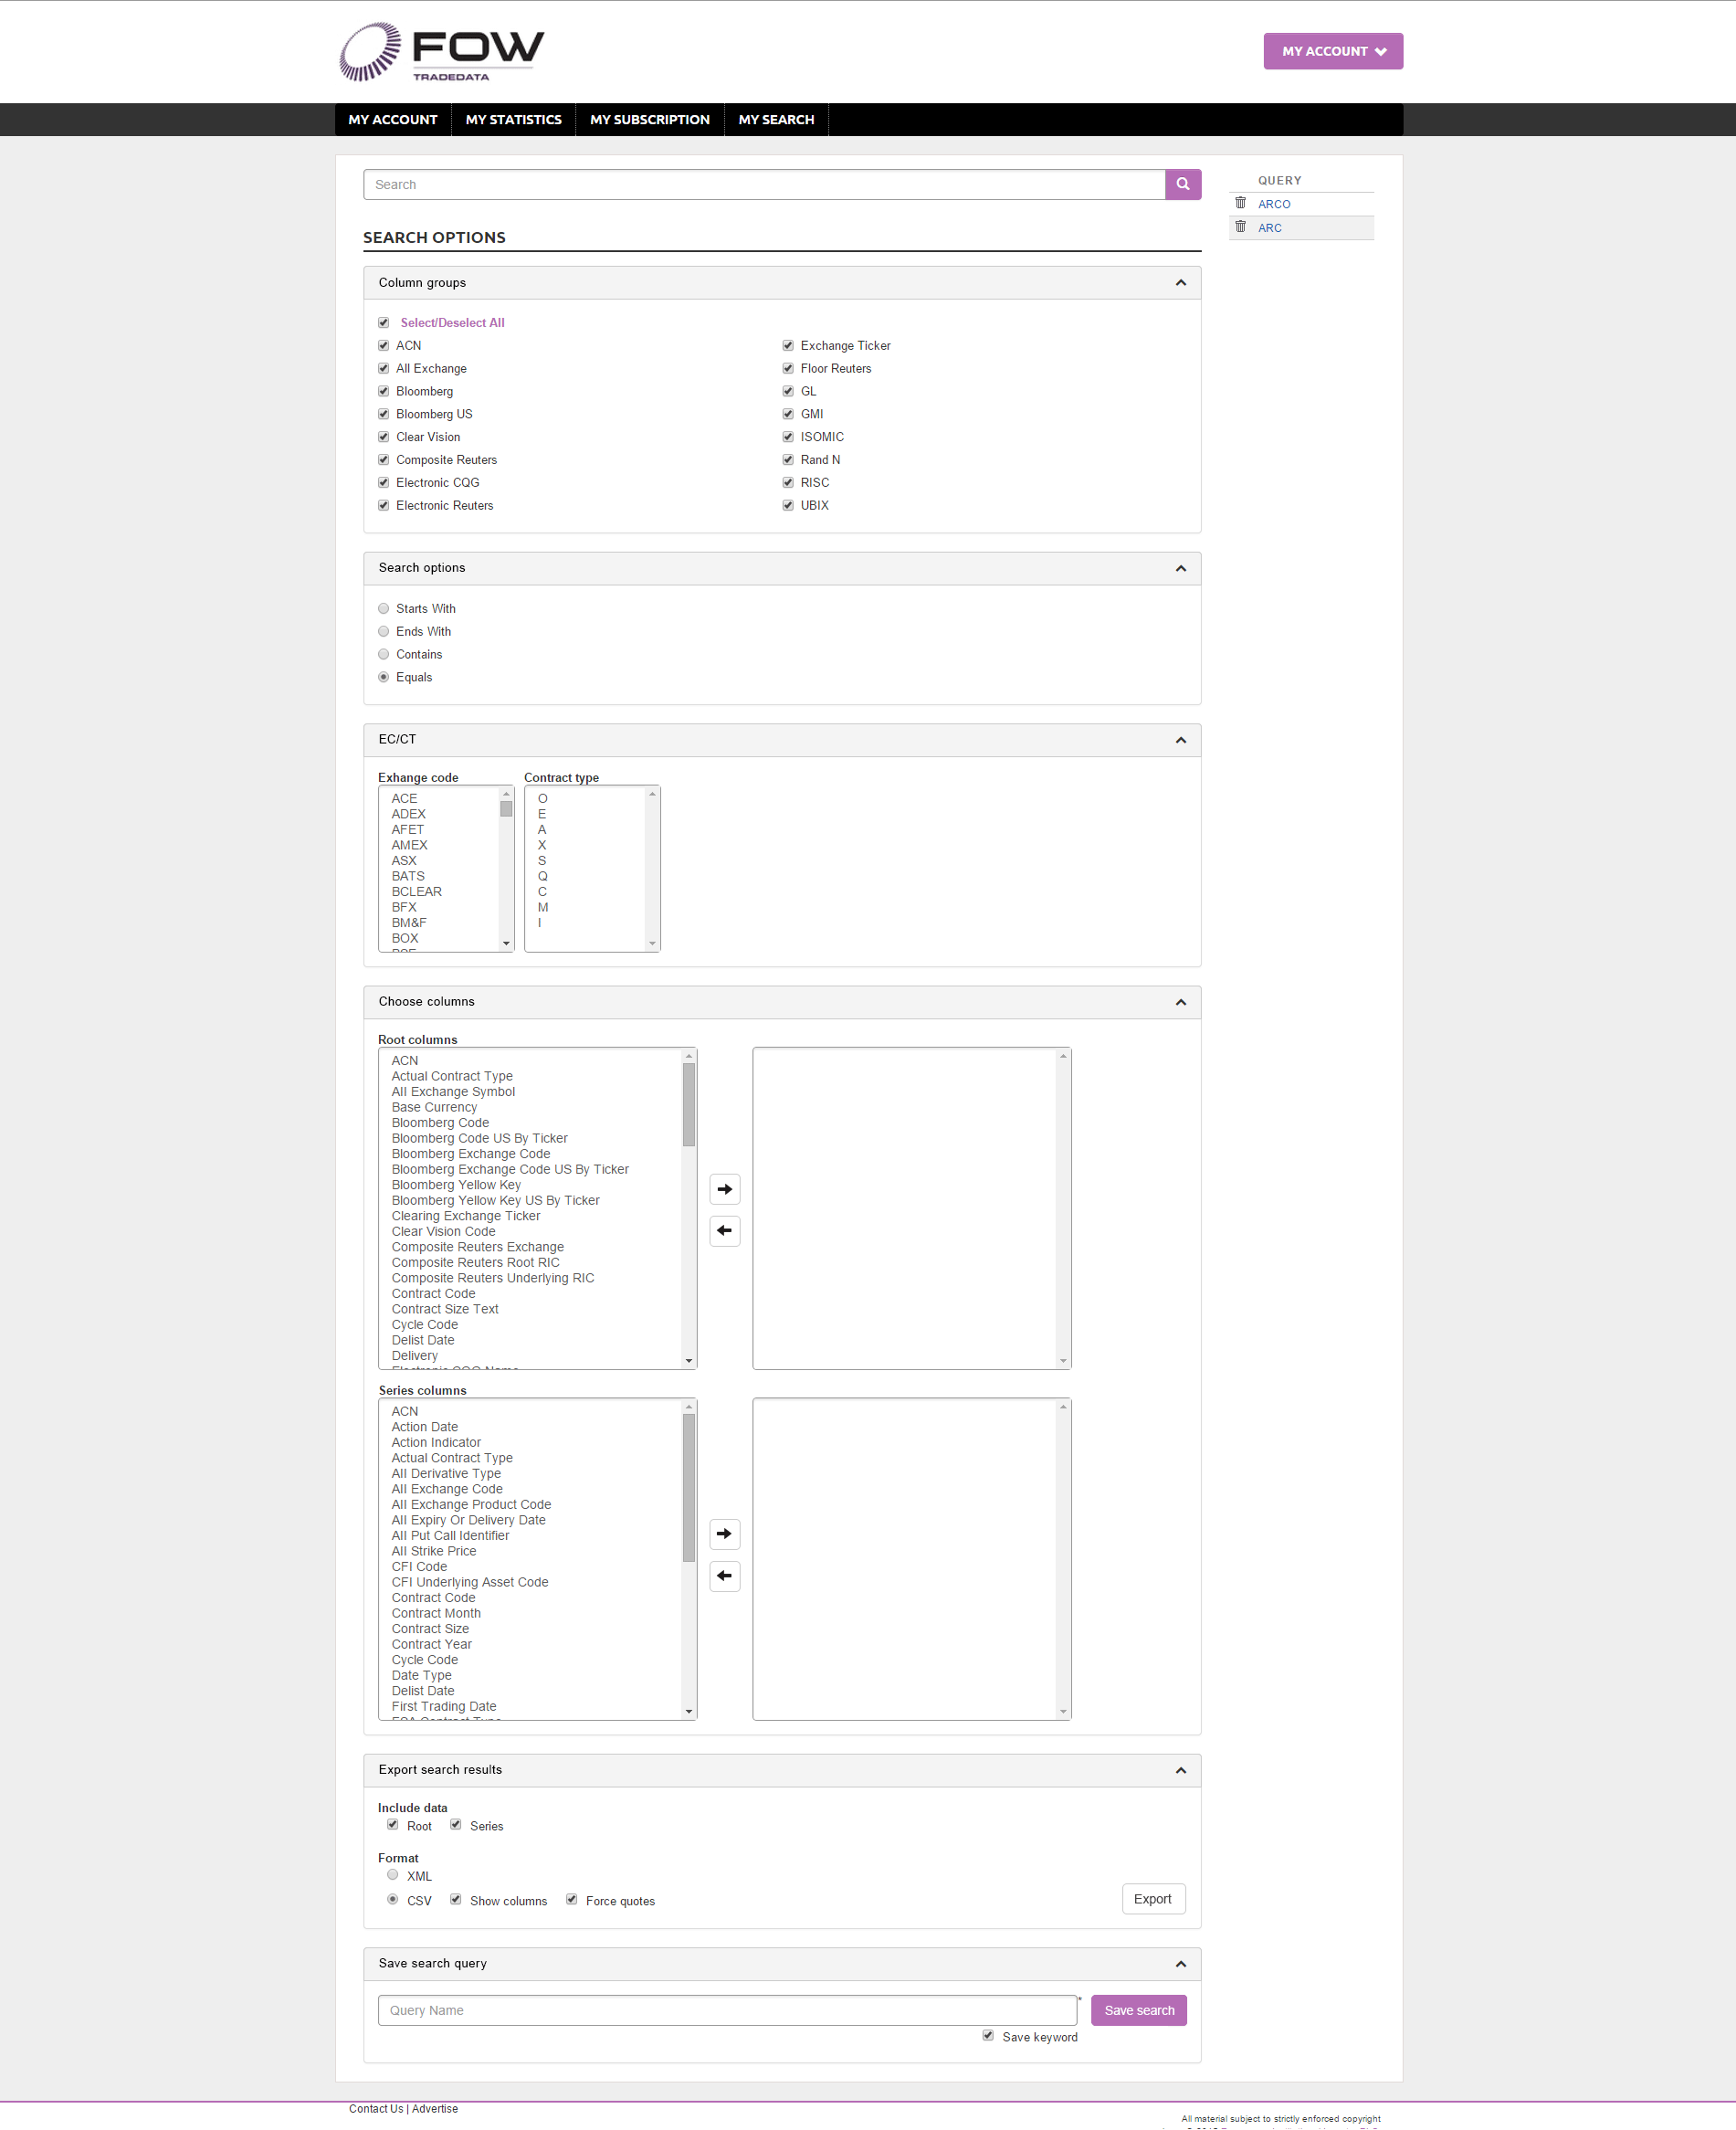 FOW
TRADEDATA
MY ACCOUNT
MY ACCOUNT
MY STATISTICS
MY SUBSCRIPTION
MY SEARCH
Search
QUERY
ARCO
ARC
SEARCH OPTIONS
Column groups
Select/Deselect All
ACN
All Exchange
Bloomberg
Bloomberg US
Clear Vision
Composite Reuters
Electronic CQG
Electronic Reuters
Exchange Ticker
Floor Reuters
GL
GMI
ISOMIC
Rand N
RISC
UBIX
Search options
Starts With
Ends With
Contains
Equals
EC/CT
Exhange code
ACE
ADEX
AFET
AMEX
ASX
BATS
BCLEAR
BFX
BM&F
BOX
Contract type
O
E
A
X
S
Q
C
M
I
Choose columns
Root columns
ACN
Actual Contract Type
All Exchange Symbol
Base Currency
Bloomberg Code
Bloomberg Code US By Ticker
Bloomberg Exchange Code
Bloomberg Exchange Code US By Ticker
Bloomberg Yellow Key
Bloomberg Yellow Key US By Ticker
Clearing Exchange Ticker
Clear Vision Code
Composite Reuters Exchange
Composite Reuters Root RIC
Composite Reuters Underlying RIC
Contract Code
Contract Size Text
Cycle Code
Delist Date
Delivery
Series columns
ACN
Action Date
Action Indicator
Actual Contract Type
All Derivative Type
All Exchange Code
All Exchange Product Code
All Expiry Or Delivery Date
All Put Call Identifier
All Strike Price
CFI Code
CFI Underlying Asset Code
Contract Code
Contract Month
Contract Size
Contract Year
Cycle Code
Date Type
Delist Date
First Trading Date
Export search results
Include data
Root
Series
Format
XML
CSV
Show columns
Force quotes
Export
Save search query
Query Name
*
Save search
Save keyword
Contact Us | Advertise
All material subject to strictly enforced copyright